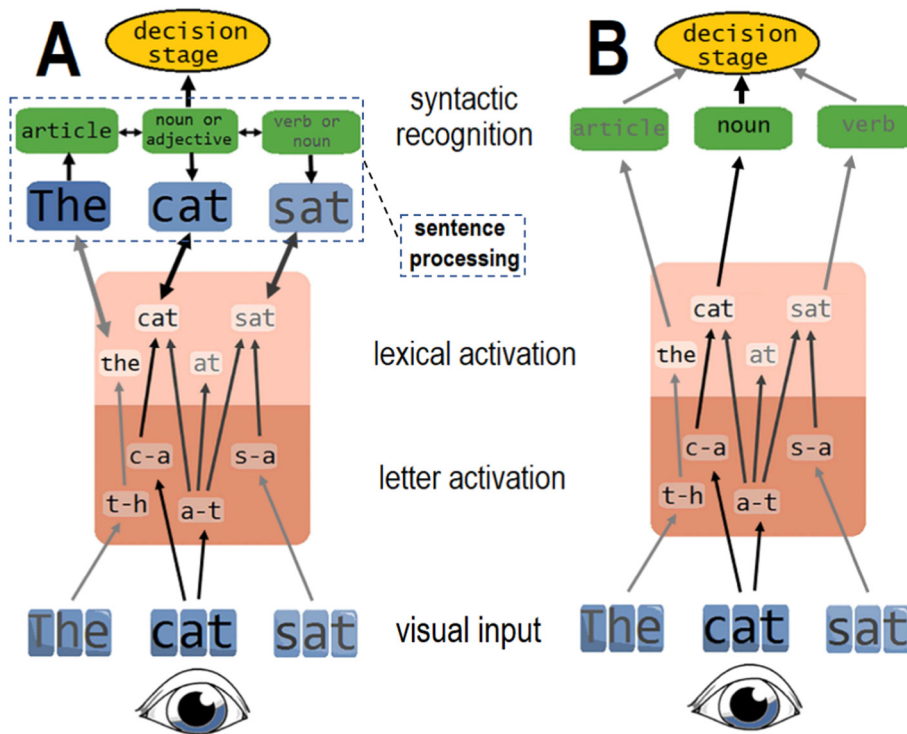 A
decision
stage
article
noun or
adjective
verb or
noun
The
cat
sat
cat
sat
the
at
c-a
s-a
t-h
a-t
The
cat
sat
syntactic
recognition
sentence
processing
lexical activation
letter activation
visual input
B
decision
stage
article
noun
verb
cat
sat
the
at
c-a
s-a
t-h
a-t
The
cat
sat